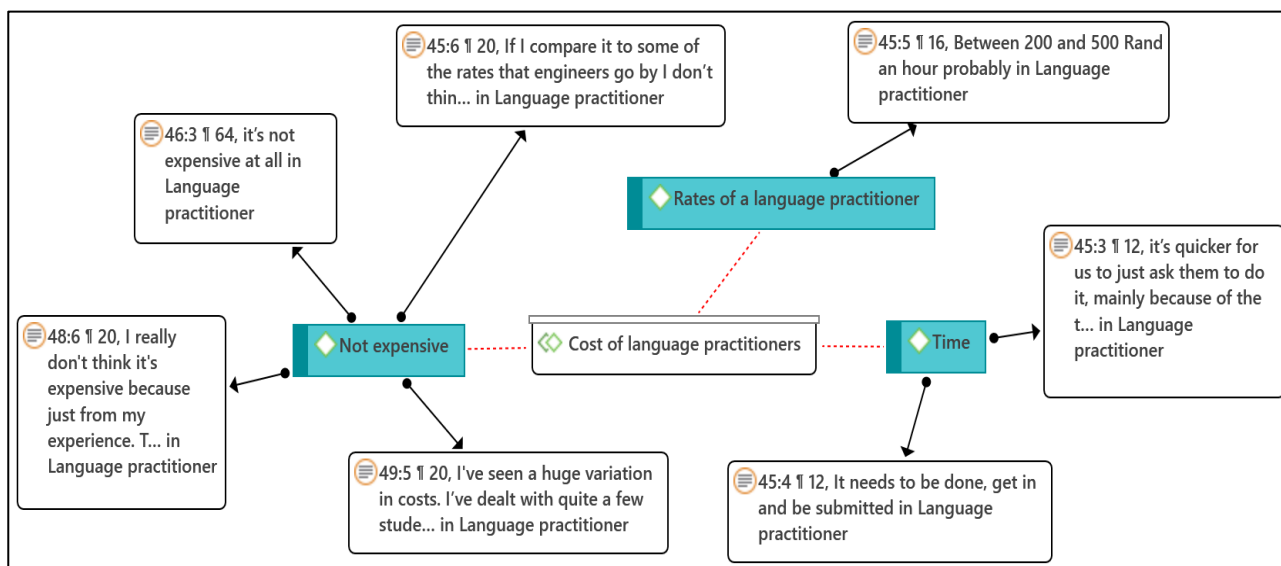 45:6 ¶ 20, If I compare it to some of
the rates that engineers go by I don’t
thin... in Language practitioner
45:5 ¶ 16, Between 200 and 500 Rand
an hour probably in Language
practitioner
46:3 ¶ 64, it’s not
expensive at all in
Language
practitioner
Rates of a language practitioner
45:3 ¶ 12, it’s quicker for
us to just ask them to do
it, mainly because of the
t... in Language
practitioner
48:6 ¶ 20, I really
don't think it's
expensive because
just from my
experience. T... in
Language practitioner
Not expensive
Cost of language practitioners
Time
49:5 ¶ 20, I've seen a huge variation
in costs. I’ve dealt with quite a few
stude... in Language practitioner
45:4 ¶ 12, It needs to be done, get in
and be submitted in Language
practitioner